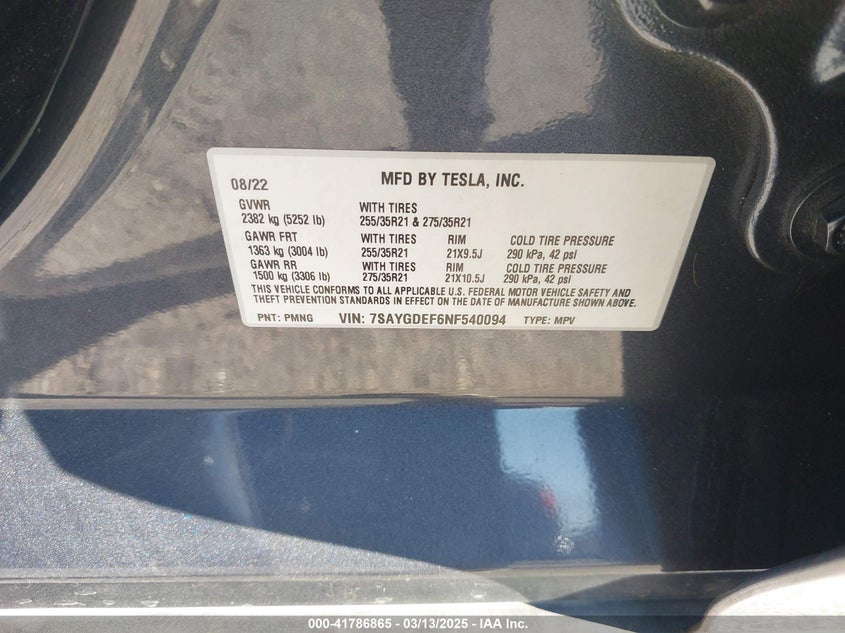 08/22 MFD BY TESLA, INC.
GVWR WITH TIRES
2382 kg (5252 lb) 255/35R21 & 275/35R21
GAWR FRT WITH TIRES RIM COLD TIRE PRESSURE
1363 kg (3004 lb) 255/35R21 21X9.5J 290 kPa, 42 psi
GAWR RR WITH TIRES RIM COLD TIRE PRESSURE
1500 kg (3306 lb) 275/35R21 21X10.5J 290 kPa, 42 psi
THIS VEHICLE CONFORMS TO ALL APPLICABLE U.S. FEDERAL MOTOR VEHICLE SAFETY AND
THEFT PREVENTION STANDARDS IN EFFECT ON THE DATE OF MANUFACTURE SHOWN ABOVE.
PNT: PMNG VIN: 7SAYGDEF6NF540094 TYPE: MPV
000-41786865 - 03/13/2025 - IAA Inc.